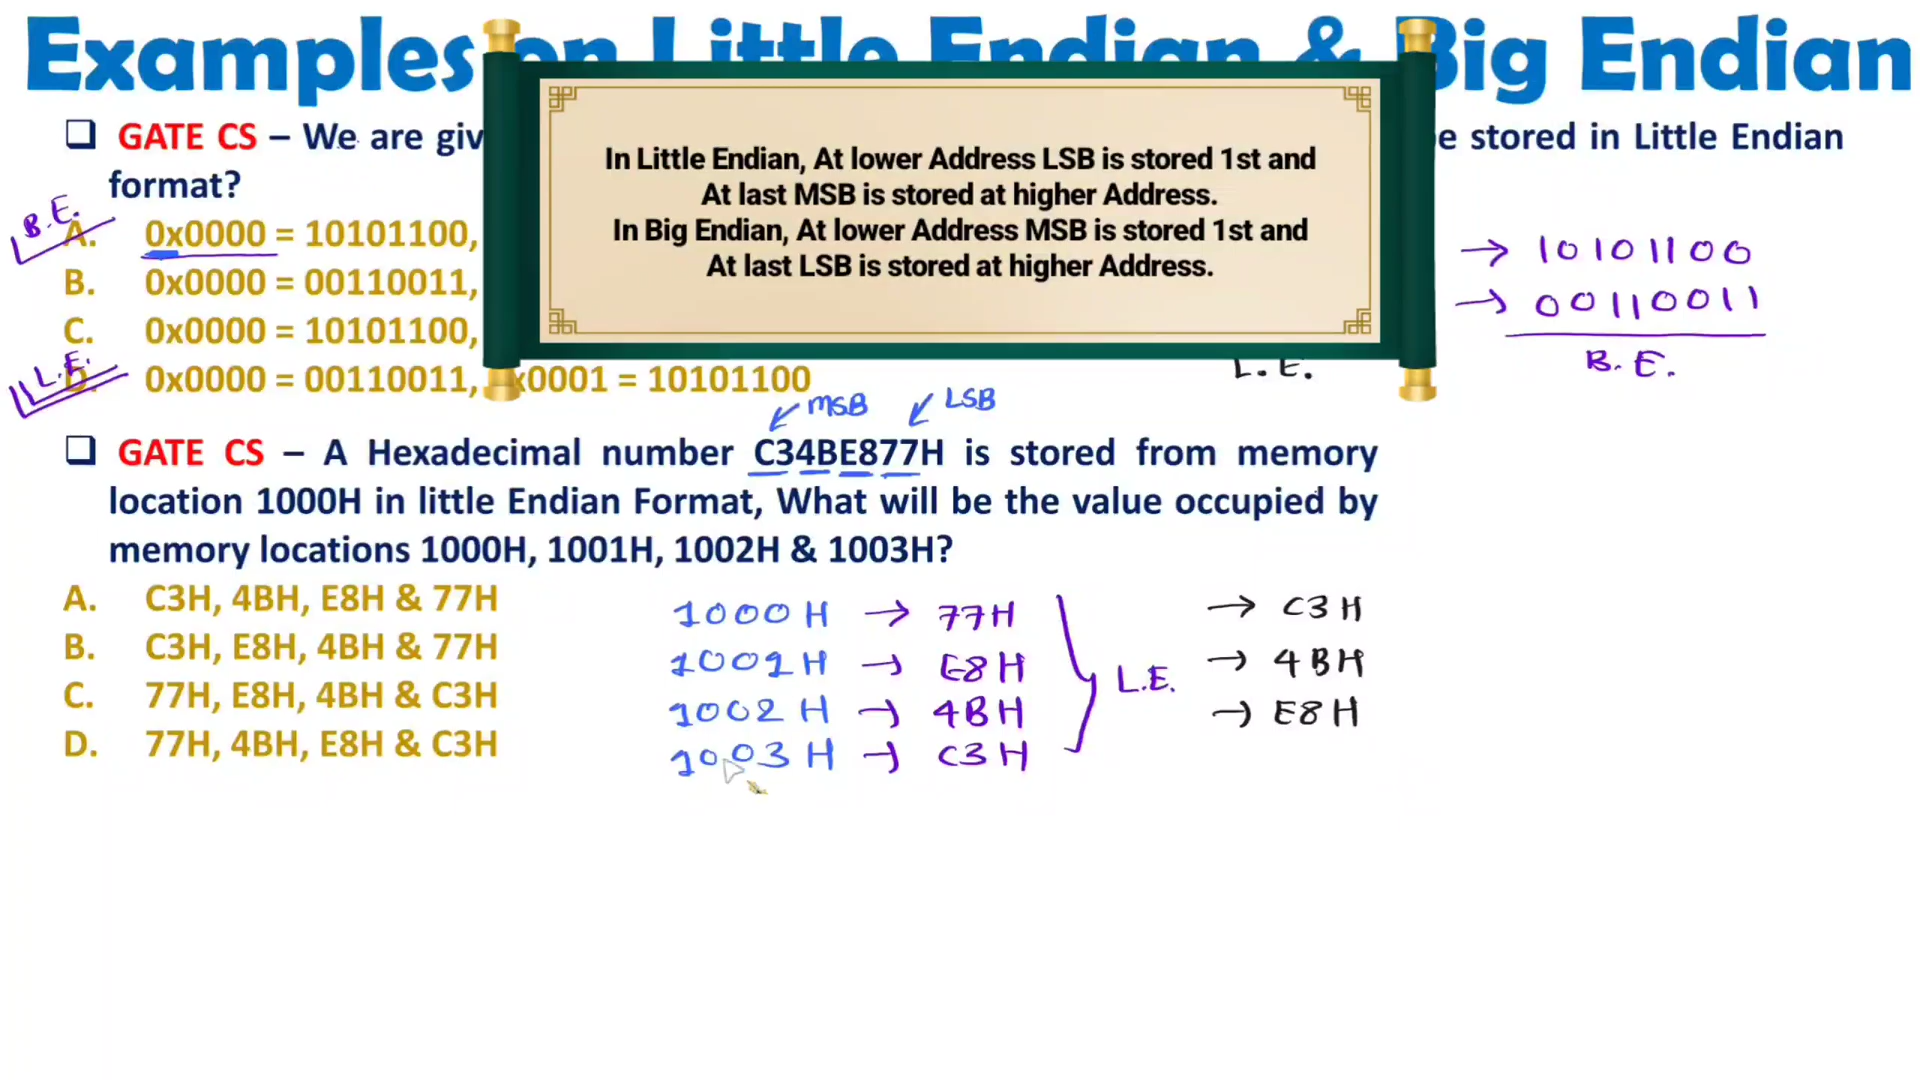 Examples on Little Endian & Big Endian
In Little Endian, At lower Address LSB is stored 1st and
At last MSB is stored at higher Address.
In Big Endian, At lower Address MSB is stored 1st and
At last LSB is stored at higher Address.
GATE CS – We are giv
e stored in Little Endian
format?
B.E.
A. 0x0000 = 10101100,
B. 0x0000 = 00110011,
C. 0x0000 = 10101100,
L.E.
D. 0x0000 = 00110011, 0x0001 = 10101100
→ 10101100
→ 00110011
B.E.
L.E.
MSB LSB
GATE CS – A Hexadecimal number C34BE877H is stored from memory
location 1000H in little Endian Format, What will be the value occupied by
memory locations 1000H, 1001H, 1002H & 1003H?
A. C3H, 4BH, E8H & 77H
B. C3H, E8H, 4BH & 77H
C. 77H, E8H, 4BH & C3H
D. 77H, 4BH, E8H & C3H
1000H → 77H
1001H → E8H
1002H → 4BH
1003H → C3H
L.E.
→ C3H
→ 4BH
→ E8H